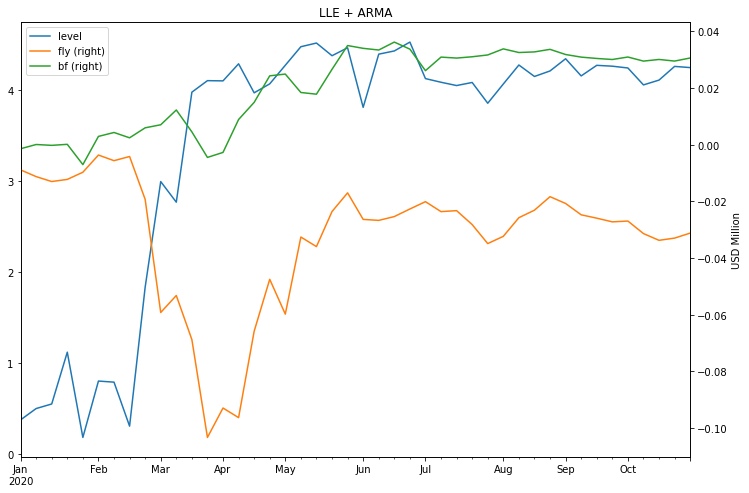 LLE + ARMA
level
fly (right)
bf (right)
4
3
2
1
0
0.04
0.02
0.00
−0.02
−0.04
−0.06
−0.08
−0.10
USD Million
Jan Feb Mar Apr May Jun Jul Aug Sep Oct
2020